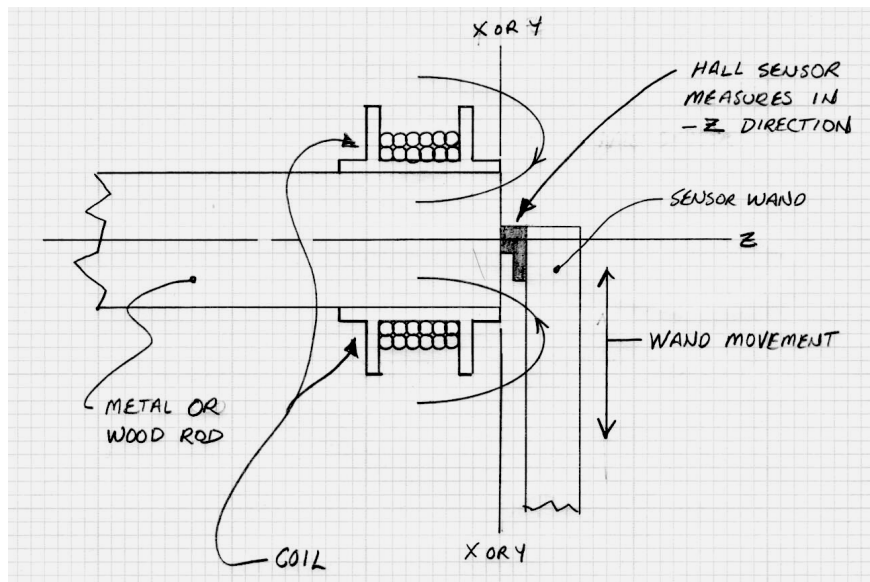 X OR Y
HALL SENSOR
MEASURES IN
-Z DIRECTION
SENSOR WAND
Z
WAND MOVEMENT
METAL OR
WOOD ROD
COIL
X OR Y